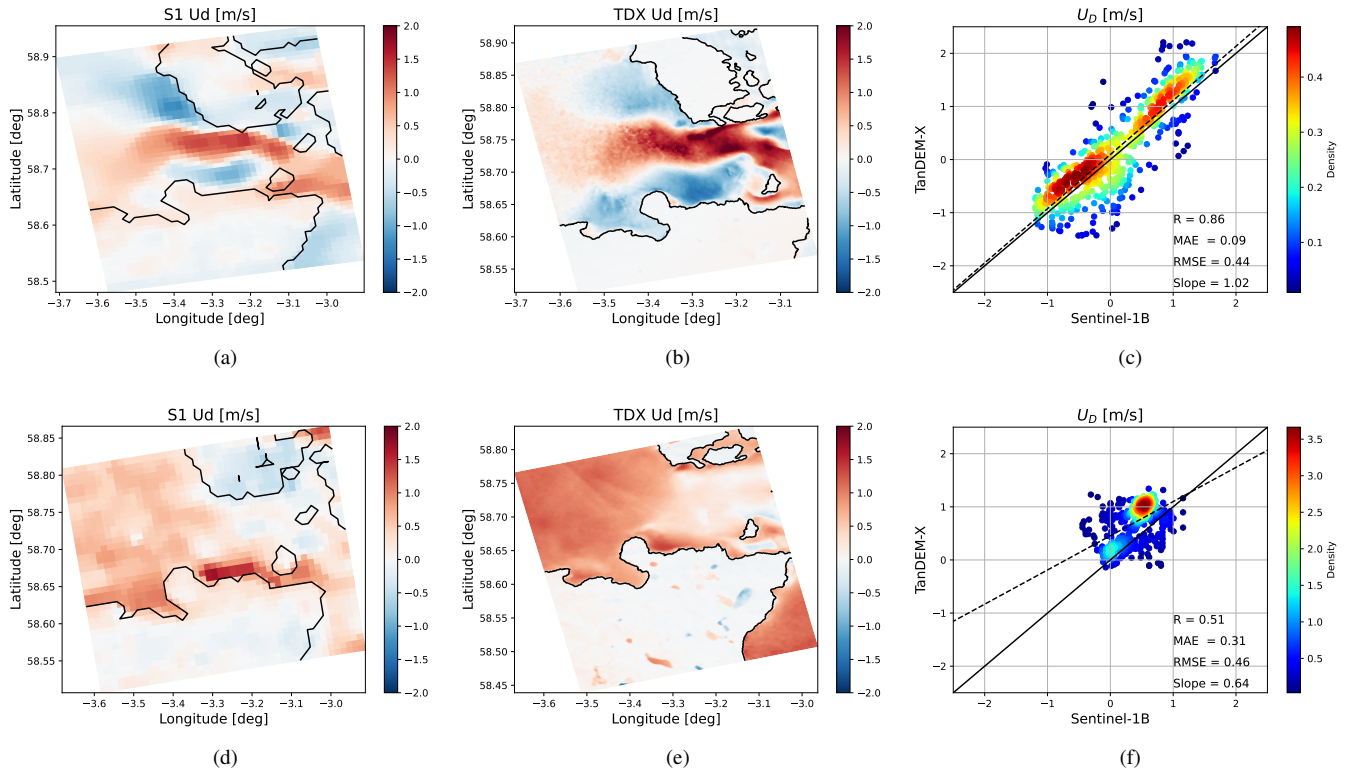 S1 Ud [m/s]
58.9
58.8
58.7
58.6
58.5
Latiitude [deg]
−3.7 −3.6 −3.5 −3.4 −3.3 −3.2 −3.1 −3.0
Longitude [deg]
2.0
1.5
1.0
0.5
0.0
−0.5
−1.0
−1.5
−2.0
(a)
TDX Ud [m/s]
58.90
58.85
58.80
58.75
58.70
58.65
58.60
58.55
Latiitude [deg]
−3.7 −3.6 −3.5 −3.4 −3.3 −3.2 −3.1
Longitude [deg]
2.0
1.5
1.0
0.5
0.0
−0.5
−1.0
−1.5
−2.0
(b)
U_D [m/s]
2
1
0
−1
−2
TanDEM-X
R = 0.86
MAE = 0.09
RMSE = 0.44
Slope = 1.02
−2 −1 0 1 2
Sentinel-1B
0.4
0.3
0.2
0.1
Density
(c)
S1 Ud [m/s]
58.85
58.80
58.75
58.70
58.65
58.60
58.55
Latiitude [deg]
−3.6 −3.5 −3.4 −3.3 −3.2 −3.1 −3.0
Longitude [deg]
2.0
1.5
1.0
0.5
0.0
−0.5
−1.0
−1.5
−2.0
(d)
TDX Ud [m/s]
58.80
58.75
58.70
58.65
58.60
58.55
58.50
58.45
Latiitude [deg]
−3.6 −3.5 −3.4 −3.3 −3.2 −3.1 −3.0
Longitude [deg]
2.0
1.5
1.0
0.5
0.0
−0.5
−1.0
−1.5
−2.0
(e)
U_D [m/s]
2
1
0
−1
−2
TanDEM-X
R = 0.51
MAE = 0.31
RMSE = 0.46
Slope = 0.64
−2 −1 0 1 2
Sentinel-1B
3.5
3.0
2.5
2.0
1.5
1.0
0.5
Density
(f)